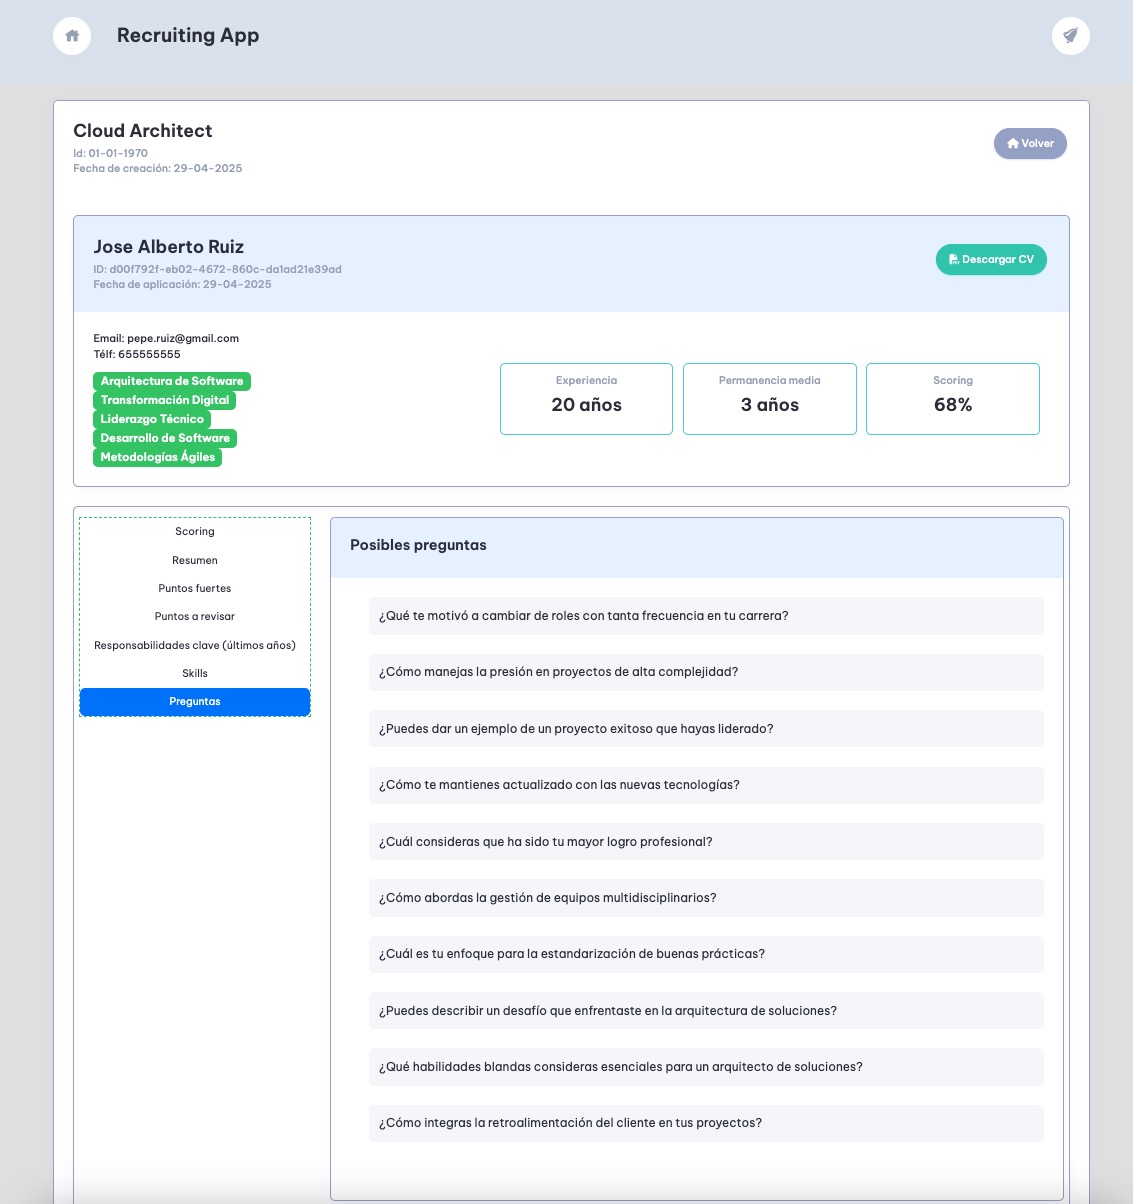 Recruiting App
Cloud Architect
Id: 01-01-1970
Fecha de creación: 29-04-2025
Volver
Jose Alberto Ruiz
ID: d00f792f-eb02-4672-860c-da1ad21e39ad
Fecha de aplicación: 29-04-2025
Descargar CV
Email: pepe.ruiz@gmail.com
Télf: 655555555
Arquitectura de Software
Transformación Digital
Liderazgo Técnico
Desarrollo de Software
Metodologías Ágiles
Experiencia
20 años
Permanencia media
3 años
Scoring
68%
Scoring
Resumen
Puntos fuertes
Puntos a revisar
Responsabilidades clave (últimos años)
Skills
Preguntas
Posibles preguntas
¿Qué te motivó a cambiar de roles con tanta frecuencia en tu carrera?
¿Cómo manejas la presión en proyectos de alta complejidad?
¿Puedes dar un ejemplo de un proyecto exitoso que hayas liderado?
¿Cómo te mantienes actualizado con las nuevas tecnologías?
¿Cuál consideras que ha sido tu mayor logro profesional?
¿Cómo abordas la gestión de equipos multidisciplinarios?
¿Cuál es tu enfoque para la estandarización de buenas prácticas?
¿Puedes describir un desafío que enfrentaste en la arquitectura de soluciones?
¿Qué habilidades blandas consideras esenciales para un arquitecto de soluciones?
¿Cómo integras la retroalimentación del cliente en tus proyectos?